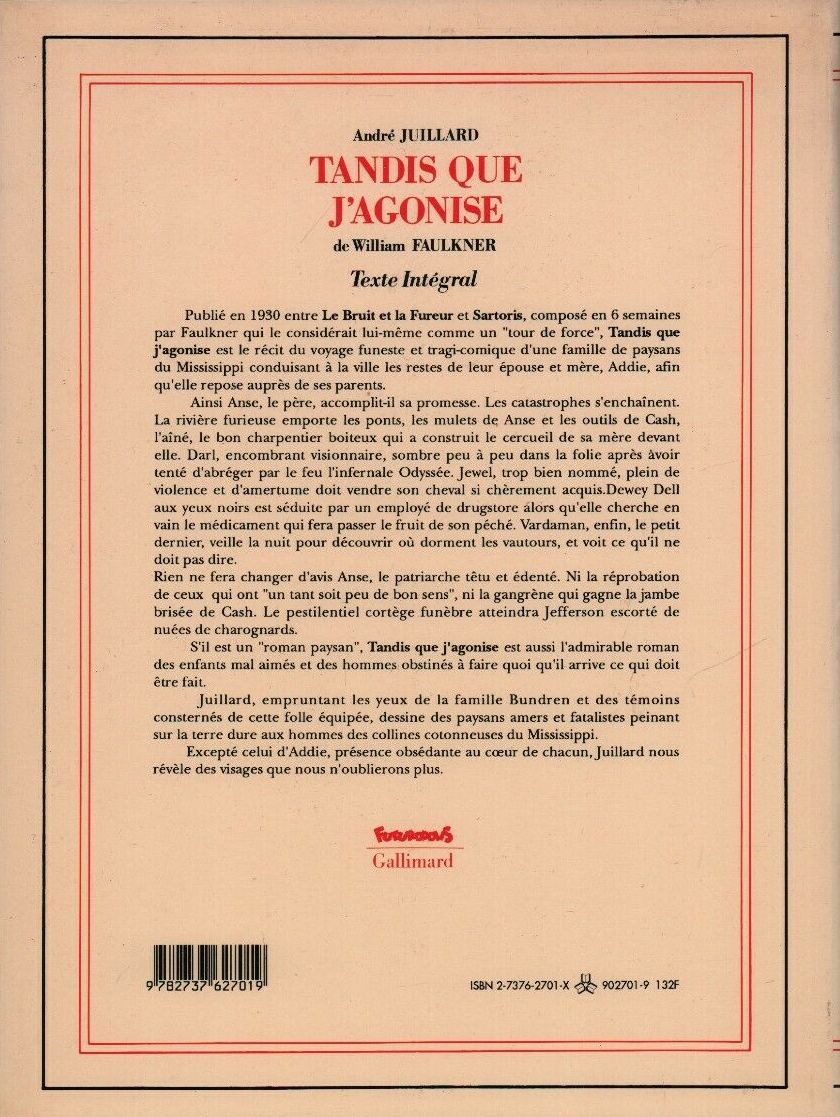 André JUILLARD
TANDIS QUE
J'AGONISE
de William FAULKNER
Texte Intégral
Publié en 1930 entre Le Bruit et la Fureur et Sartoris, composé en 6 semaines
par Faulkner qui le considérait lui-même comme un "tour de force", Tandis que
j'agonise est le récit du voyage funeste et tragi-comique d'une famille de paysans
du Mississippi conduisant à la ville les restes de leur épouse et mère, Addie, afin
qu'elle repose auprès de ses parents.
Ainsi Anse, le père, accomplit-il sa promesse. Les catastrophes s'enchaînent.
La rivière furieuse emporte les ponts, les mulets de Anse et les outils de Cash,
l'aîné, le bon charpentier boiteux qui a construit le cercueil de sa mère devant
elle. Darl, encombrant visionnaire, sombre peu à peu dans la folie après àvoir
tenté d'abréger par le feu l'infernale Odyssée. Jewel, trop bien nommé, plein de
violence et d'amertume doit vendre son cheval si chèrement acquis.Dewey Dell
aux yeux noirs est séduite par un employé de drugstore álors qu'elle cherche en
vain le médicament qui fera passer le fruit de son péché. Vardaman, enfin, le petit
dernier, veille la nuit pour découvrir où dorment les vautours, et voit ce qu'il ne
doit pas dire.
Rien ne fera changer d'avis Anse, le patriarche têtu et édenté. Ni la réprobation
de ceux qui ont "un tant soit peu de bon sens", ni la gangrène qui gagne la jambe
brisée de Cash. Le pestilentiel cortège funèbre atteindra Jefferson escorté de
nuées de charognards.
S'il est un "roman paysan", Tandis que j'agonise est aussi l'admirable roman
des enfants mal aimés et des hommes obstinés à faire quoi qu'il arrive ce qui doit
être fait.
Juillard, empruntant les yeux de la famille Bundren et des témoins
consternés de cette folle équipée, dessine des paysans amers et fatalistes peinant
sur la terre dure aux hommes des collines cotonneuses du Mississippi.
Excepté celui d'Addie, présence obsédante au cœur de chacun, Juillard nous
révèle des visages que nous n'oublierons plus.
FUTUROPOLIS
Gallimard
9 782737 627019
ISBN 2-7376-2701-X 902701-9 132F